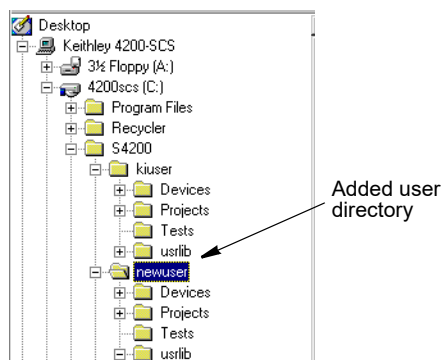 Desktop
Keithley 4200-SCS
3½ Floppy (A:)
4200scs (C:)
Program Files
Recycler
S4200
kiuser
Devices
Projects
Added user
directory
Tests
usrlib
newuser
Devices
Projects
Tests
usrlib